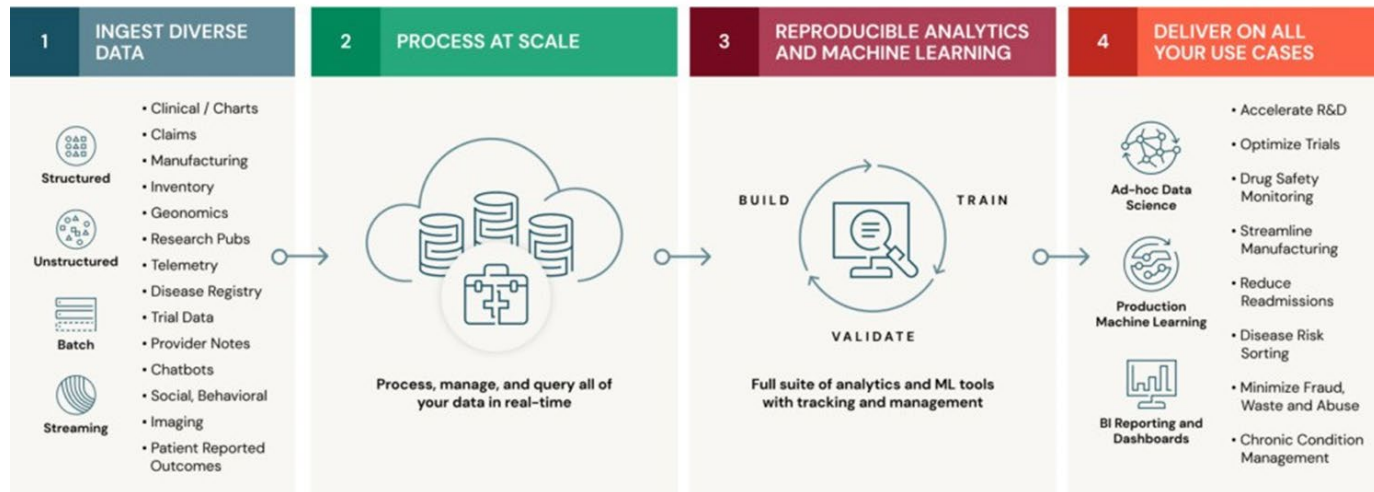 1
INGEST DIVERSE
DATA
Structured
Unstructured
Batch
Streaming
• Clinical / Charts
• Claims
• Manufacturing
• Inventory
• Geonomics
• Research Pubs
• Telemetry
• Disease Registry
• Trial Data
• Provider Notes
• Chatbots
• Social, Behavioral
• Imaging
• Patient Reported
Outcomes
2
PROCESS AT SCALE
Process, manage, and query all of
your data in real-time
3
REPRODUCIBLE ANALYTICS
AND MACHINE LEARNING
BUILD
TRAIN
VALIDATE
Full suite of analytics and ML tools
with tracking and management
4
DELIVER ON ALL
YOUR USE CASES
Ad-hoc Data
Science
Production
Machine Learning
BI Reporting and
Dashboards
• Accelerate R&D
• Optimize Trials
• Drug Safety
Monitoring
• Streamline
Manufacturing
• Reduce
Readmissions
• Disease Risk
Sorting
• Minimize Fraud,
Waste and Abuse
• Chronic Condition
Management